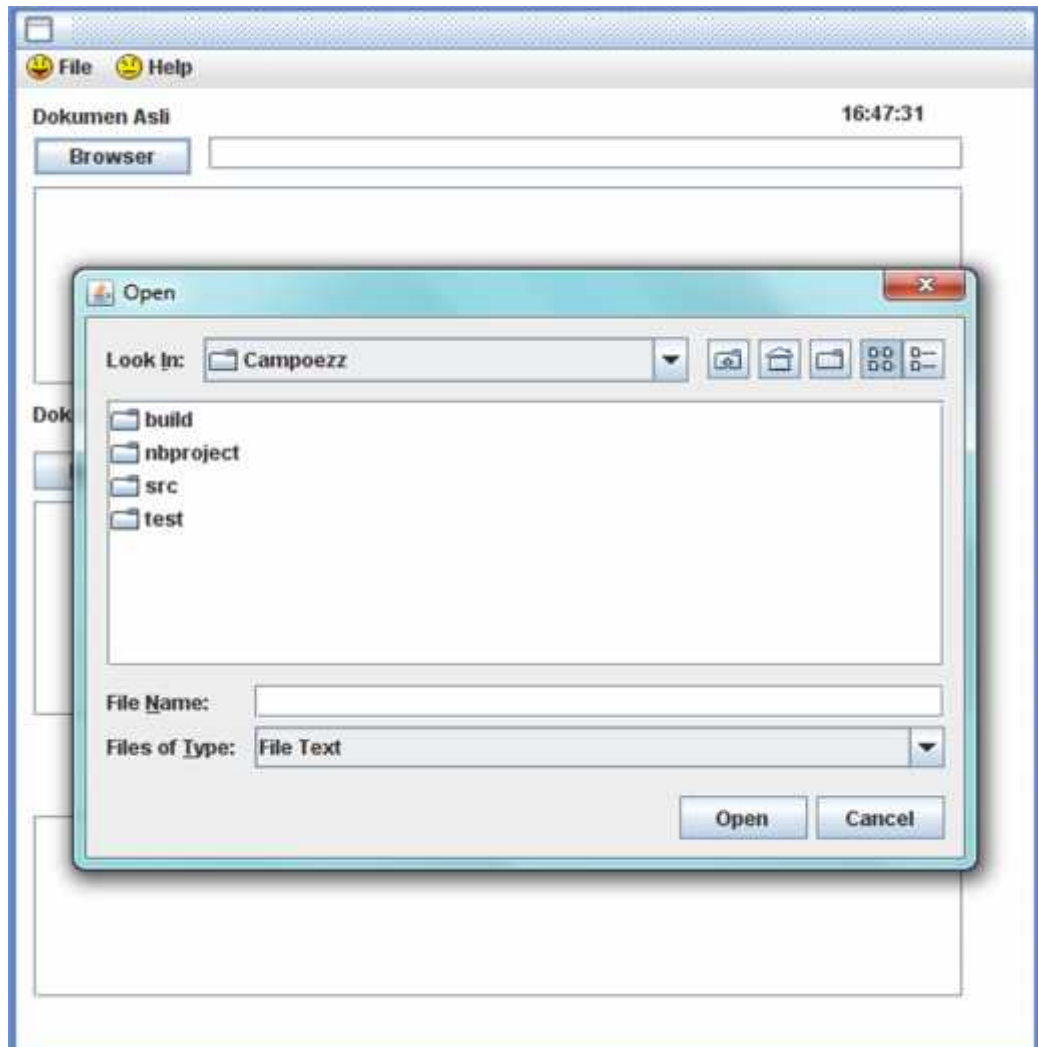 File Help
Dokumen Asli 16:47:31
Browser
Open
Look In: Campoezz
build
nbproject
src
test
File Name:
Files of Type: File Text
Open Cancel